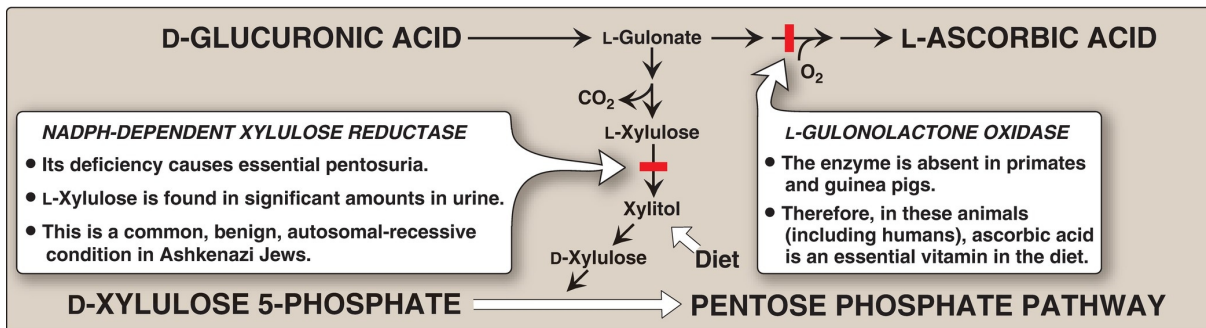 D-GLUCURONIC ACID
L-Gulonate
L-ASCORBIC ACID
O2
CO2
L-Xylulose
NADPH-DEPENDENT XYLULOSE REDUCTASE
• Its deficiency causes essential pentosuria.
• L-Xylulose is found in significant amounts in urine.
• This is a common, benign, autosomal-recessive
condition in Ashkenazi Jews.
L-GULONOLACTONE OXIDASE
• The enzyme is absent in primates
and guinea pigs.
• Therefore, in these animals
(including humans), ascorbic acid
is an essential vitamin in the diet.
Xylitol
D-Xylulose
Diet
D-XYLULOSE 5-PHOSPHATE
PENTOSE PHOSPHATE PATHWAY